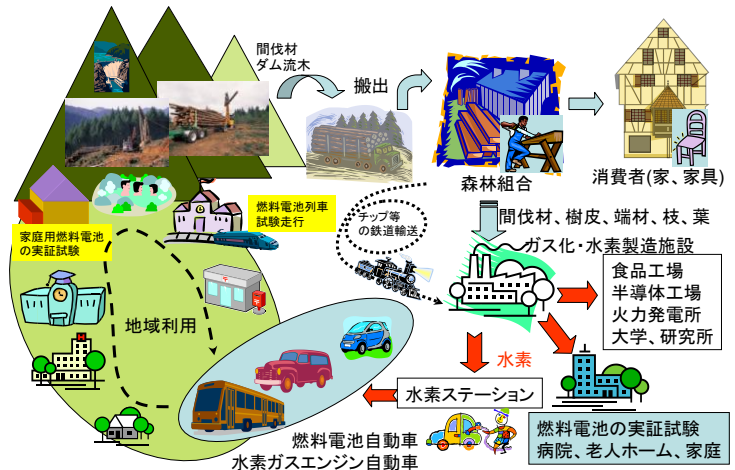 間伐材
ダム流木
搬出
森林組合
消費者(家、家具)
燃料電池列車
試験走行
チップ等
の鉄道輸送
間伐材、樹皮、端材、枝、葉
家庭用燃料電池
の実証試験
ガス化・水素製造施設
食品工場
半導体工場
火力発電所
大学、研究所
地域利用
水素
水素ステーション
燃料電池自動車
水素ガスエンジン自動車
燃料電池の実証試験
病院、老人ホーム、家庭